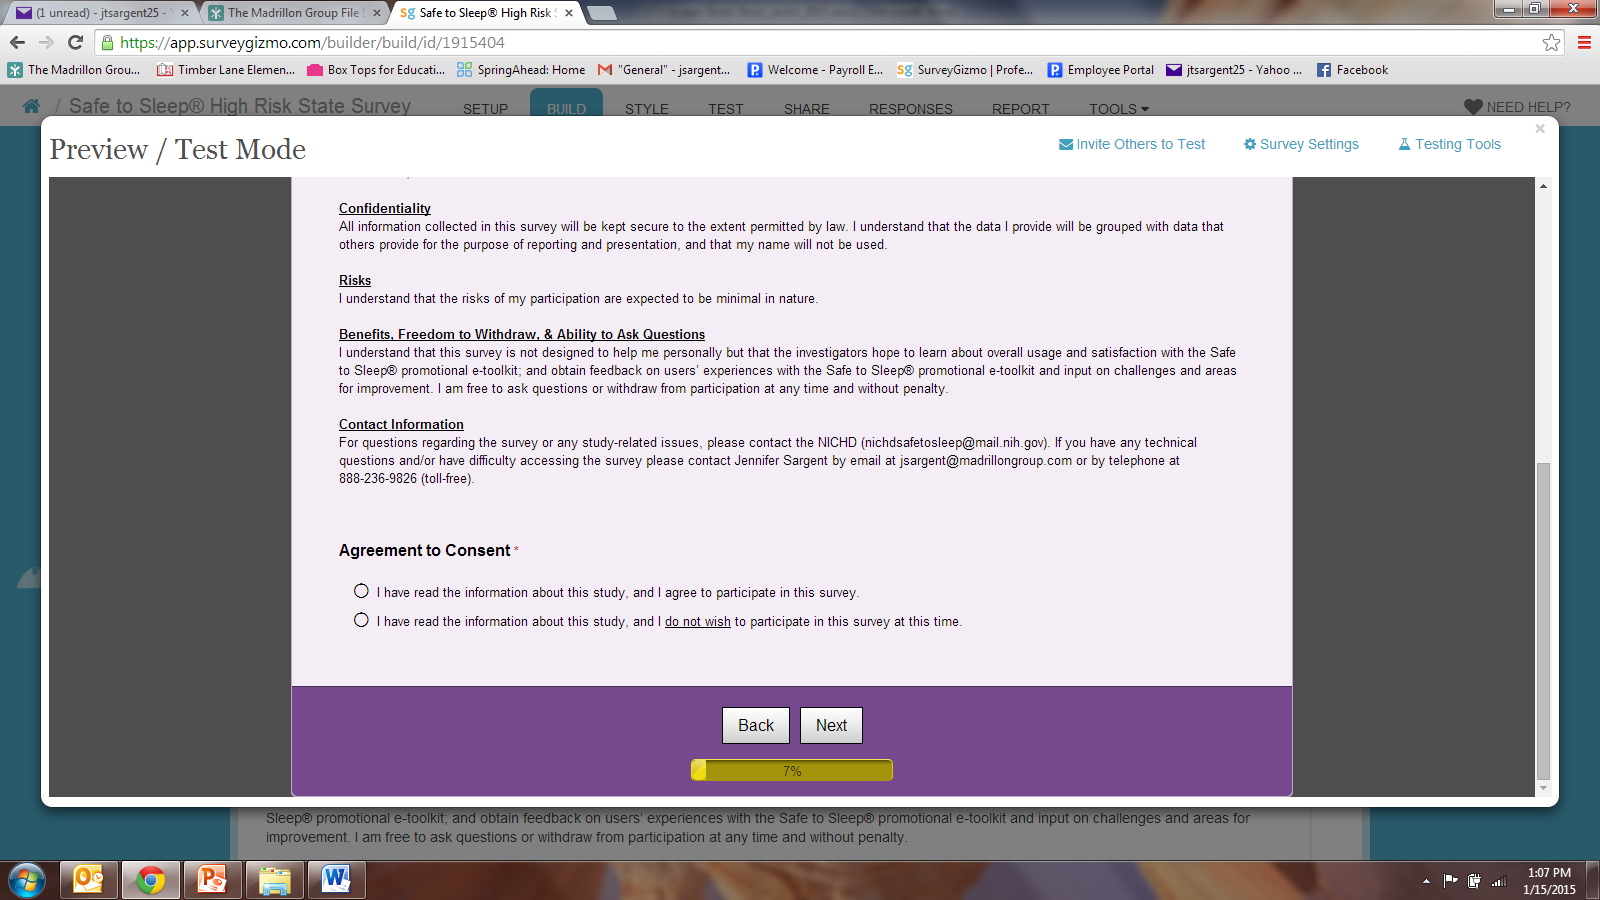 (1 unread) - jtsargent25 -
The Madrillon Group File
sg Safe to Sleep® High Risk
https://app.surveygizmo.com/builder/build/id/1915404
The Madrillon Grou...
Timber Lane Elemen...
Box Tops for Educati...
SpringAhead: Home
"General" - jsargent...
Welcome - Payroll E...
sg SurveyGizmo | Profe...
Employee Portal
jtsargent25 - Yahoo ...
Facebook
/ Safe to Sleep® High Risk State Survey
SETUP BUILD STYLE TEST SHARE RESPONSES REPORT TOOLS
NEED HELP?
Preview / Test Mode
Invite Others to Test
Survey Settings
Testing Tools
Confidentiality
All information collected in this survey will be kept secure to the extent permitted by law. I understand that the data I provide will be grouped with data that
others provide for the purpose of reporting and presentation, and that my name will not be used.
Risks
I understand that the risks of my participation are expected to be minimal in nature.
Benefits, Freedom to Withdraw, & Ability to Ask Questions
I understand that this survey is not designed to help me personally but that the investigators hope to learn about overall usage and satisfaction with the Safe
to Sleep® promotional e-toolkit; and obtain feedback on users' experiences with the Safe to Sleep® promotional e-toolkit and input on challenges and areas
for improvement. I am free to ask questions or withdraw from participation at any time and without penalty.
Contact Information
For questions regarding the survey or any study-related issues, please contact the NICHD (nichdsafetosleep@mail.nih.gov). If you have any technical
questions and/or have difficulty accessing the survey please contact Jennifer Sargent by email at jsargent@madrillongroup.com or by telephone at
888-236-9826 (toll-free).
Agreement to Consent *
I have read the information about this study, and I agree to participate in this survey.
I have read the information about this study, and I do not wish to participate in this survey at this time.
Back Next
7%
Sleep® promotional e-toolkit; and obtain feedback on users' experiences with the Safe to Sleep® promotional e-toolkit and input on challenges and areas for
improvement. I am free to ask questions or withdraw from participation at any time and without penalty.
1:07 PM
1/15/2015